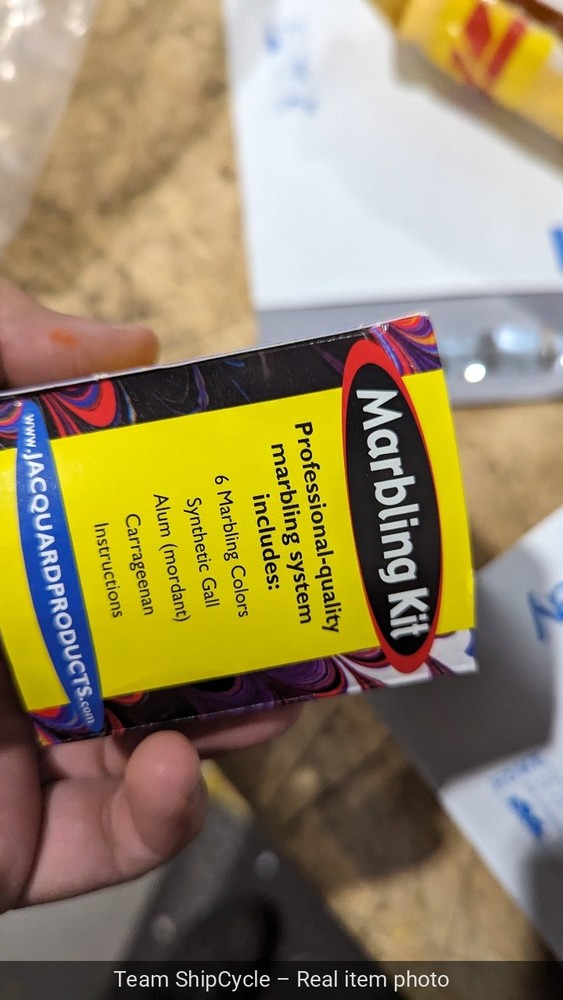 Marbling Kit
Professional-quality
marbling system
includes:
6 Marbling Colors
Synthetic Gall
Alum (mordant)
Carrageenan
Instructions
www.JACQUARDPRODUCTS.com
Team ShipCycle – Real item photo